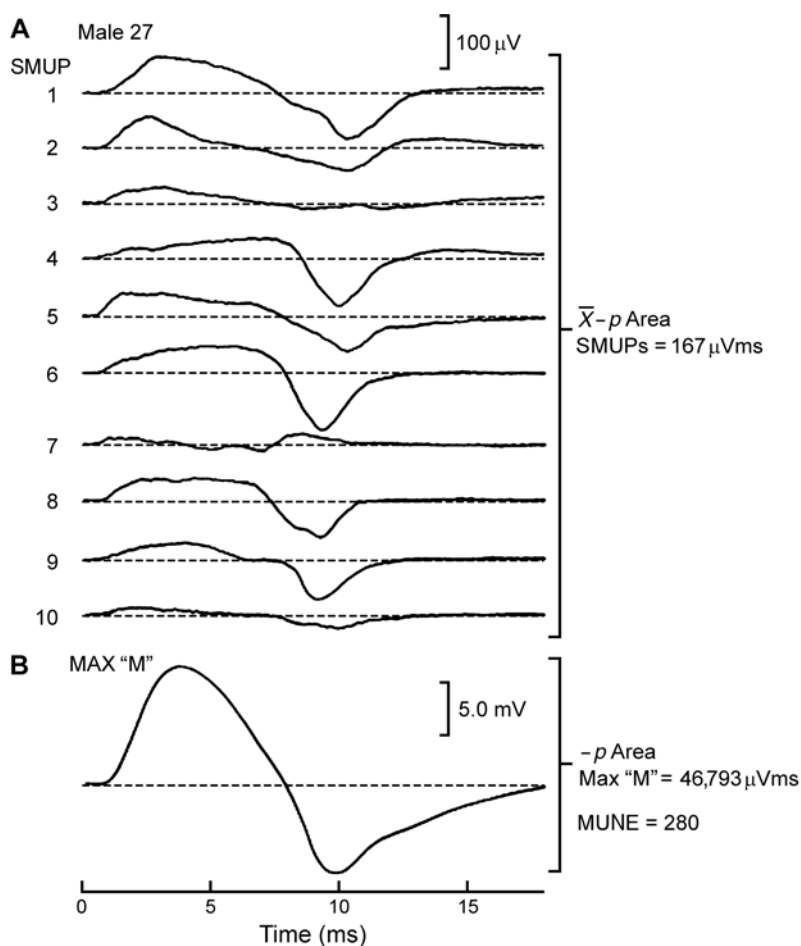 A
Male 27
100 μV
SMUP
1
2
3
4
5
6
7
8
9
10
X̄ – p Area
SMUPs = 167 μVms
B
MAX “M”
5.0 mV
– p Area
Max “M” = 46,793 μVms
MUNE = 280
0 5 10 15
Time (ms)